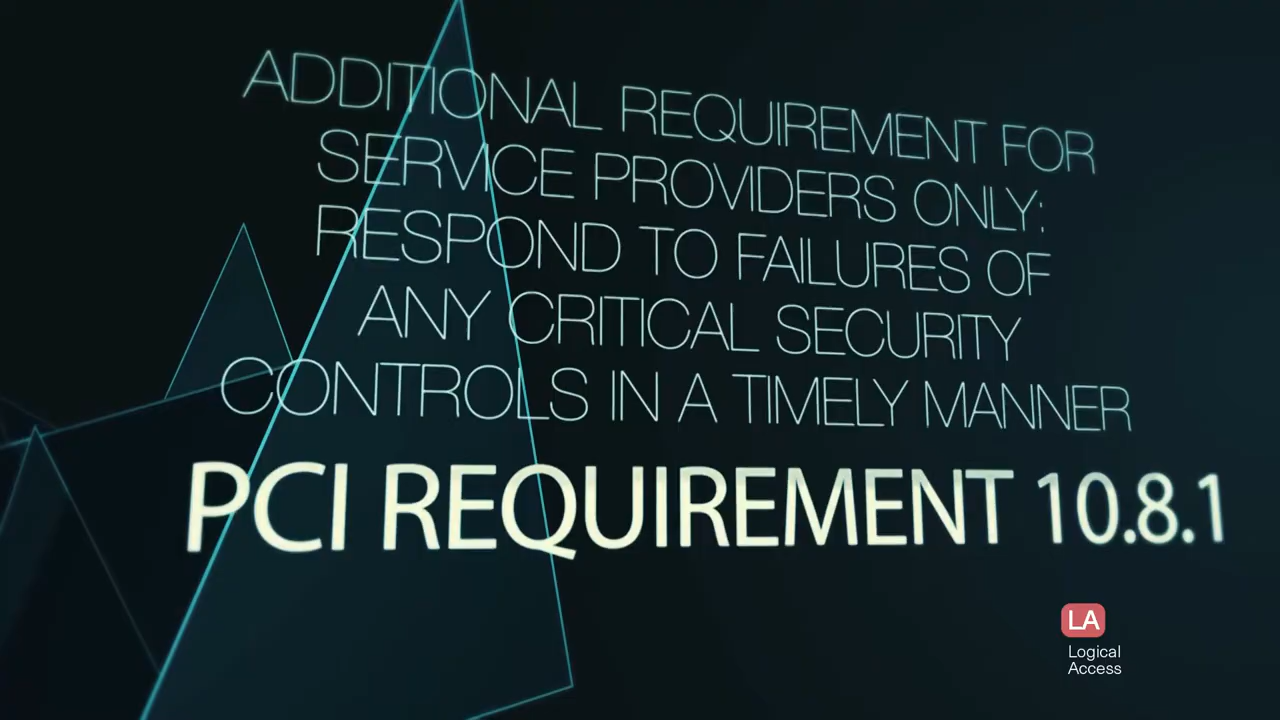 ADDITIONAL REQUIREMENT FOR
SERVICE PROVIDERS ONLY:
RESPOND TO FAILURES OF
ANY CRITICAL SECURITY
CONTROLS IN A TIMELY MANNER
PCI REQUIREMENT 10.8.1
LA
Logical
Access